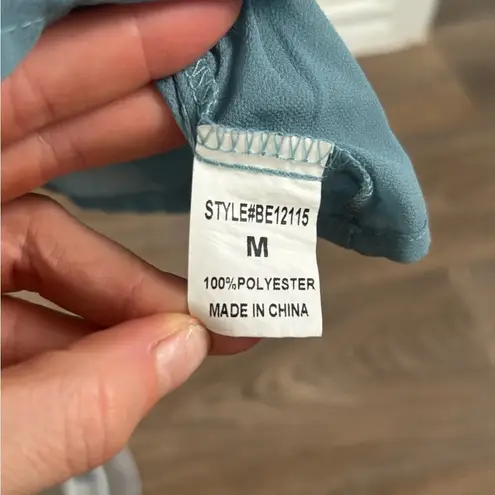 STYLE#BE12115
M
100%POLYESTER
MADE IN CHINA